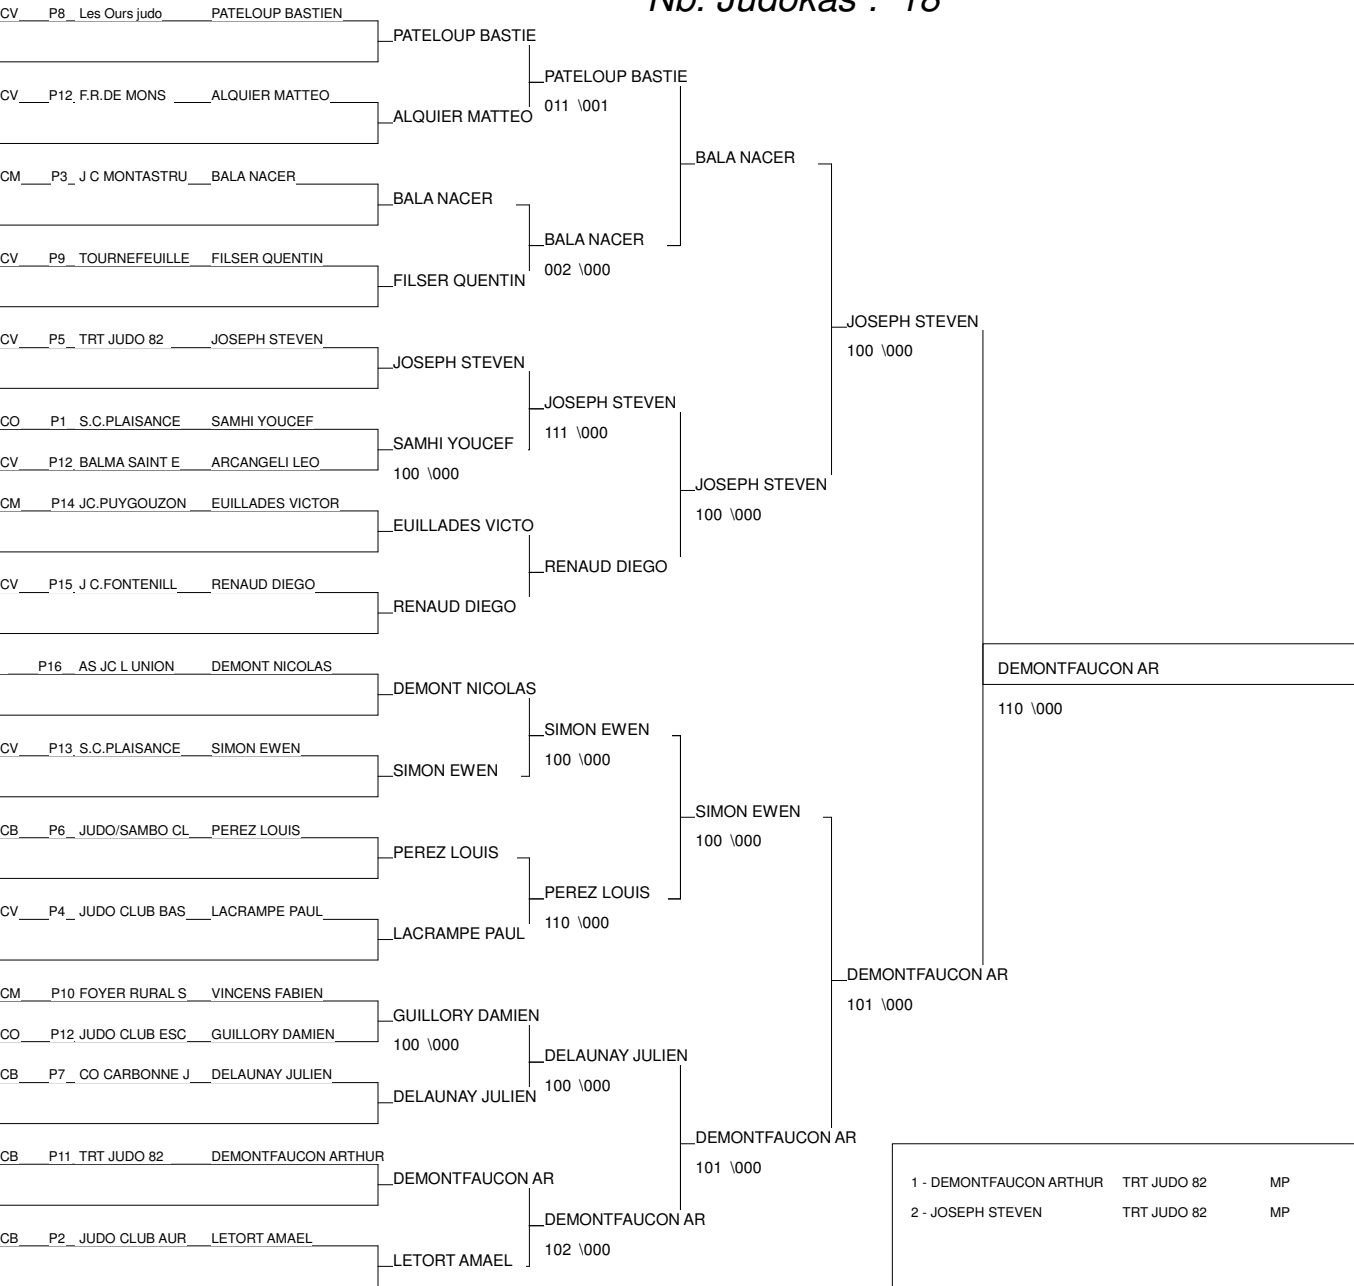 Nb. Judokas : 18
CV P8 Les Ours judo PATELOUP BASTIEN
PATELOUP BASTIE
PATELOUP BASTIE
CV P12 F.R.DE MONS ALQUIER MATTEO
011 \001
ALQUIER MATTEO
BALA NACER
CM P3 J C MONTASTRU BALA NACER
BALA NACER
BALA NACER
CV P9 TOURNEFEUILLE FILSER QUENTIN
002 \000
FILSER QUENTIN
JOSEPH STEVEN
CV P5 TRT JUDO 82 JOSEPH STEVEN
100 \000
JOSEPH STEVEN
JOSEPH STEVEN
CO P1 S.C.PLAISANCE SAMHI YOUCEF
111 \000
SAMHI YOUCEF
CV P12 BALMA SAINT E ARCANGELI LEO
100 \000
JOSEPH STEVEN
CM P14 JC.PUYGOUZON EUILLADES VICTOR
100 \000
EUILLADES VICTO
RENAUD DIEGO
CV P15 J C.FONTENILL RENAUD DIEGO
RENAUD DIEGO
P16 AS JC L UNION DEMONT NICOLAS
DEMONTFAUCON AR
DEMONT NICOLAS
110 \000
SIMON EWEN
CV P13 S.C.PLAISANCE SIMON EWEN
100 \000
SIMON EWEN
SIMON EWEN
CB P6 JUDO/SAMBO CL PEREZ LOUIS
100 \000
PEREZ LOUIS
PEREZ LOUIS
CV P4 JUDO CLUB BAS LACRAMPE PAUL
110 \000
LACRAMPE PAUL
DEMONTFAUCON AR
CM P10 FOYER RURAL S VINCENS FABIEN
101 \000
GUILLORY DAMIEN
CO P12 JUDO CLUB ESC GUILLORY DAMIEN
100 \000
DELAUNAY JULIEN
CB P7 CO CARBONNE J DELAUNAY JULIEN
100 \000
DELAUNAY JULIEN
DEMONTFAUCON AR
CB P11 TRT JUDO 82 DEMONTFAUCON ARTHUR
101 \000
DEMONTFAUCON AR
1 - DEMONTFAUCON ARTHUR TRT JUDO 82 MP
2 - JOSEPH STEVEN TRT JUDO 82 MP
DEMONTFAUCON AR
CB P2 JUDO CLUB AUR LETORT AMAEL
102 \000
LETORT AMAEL